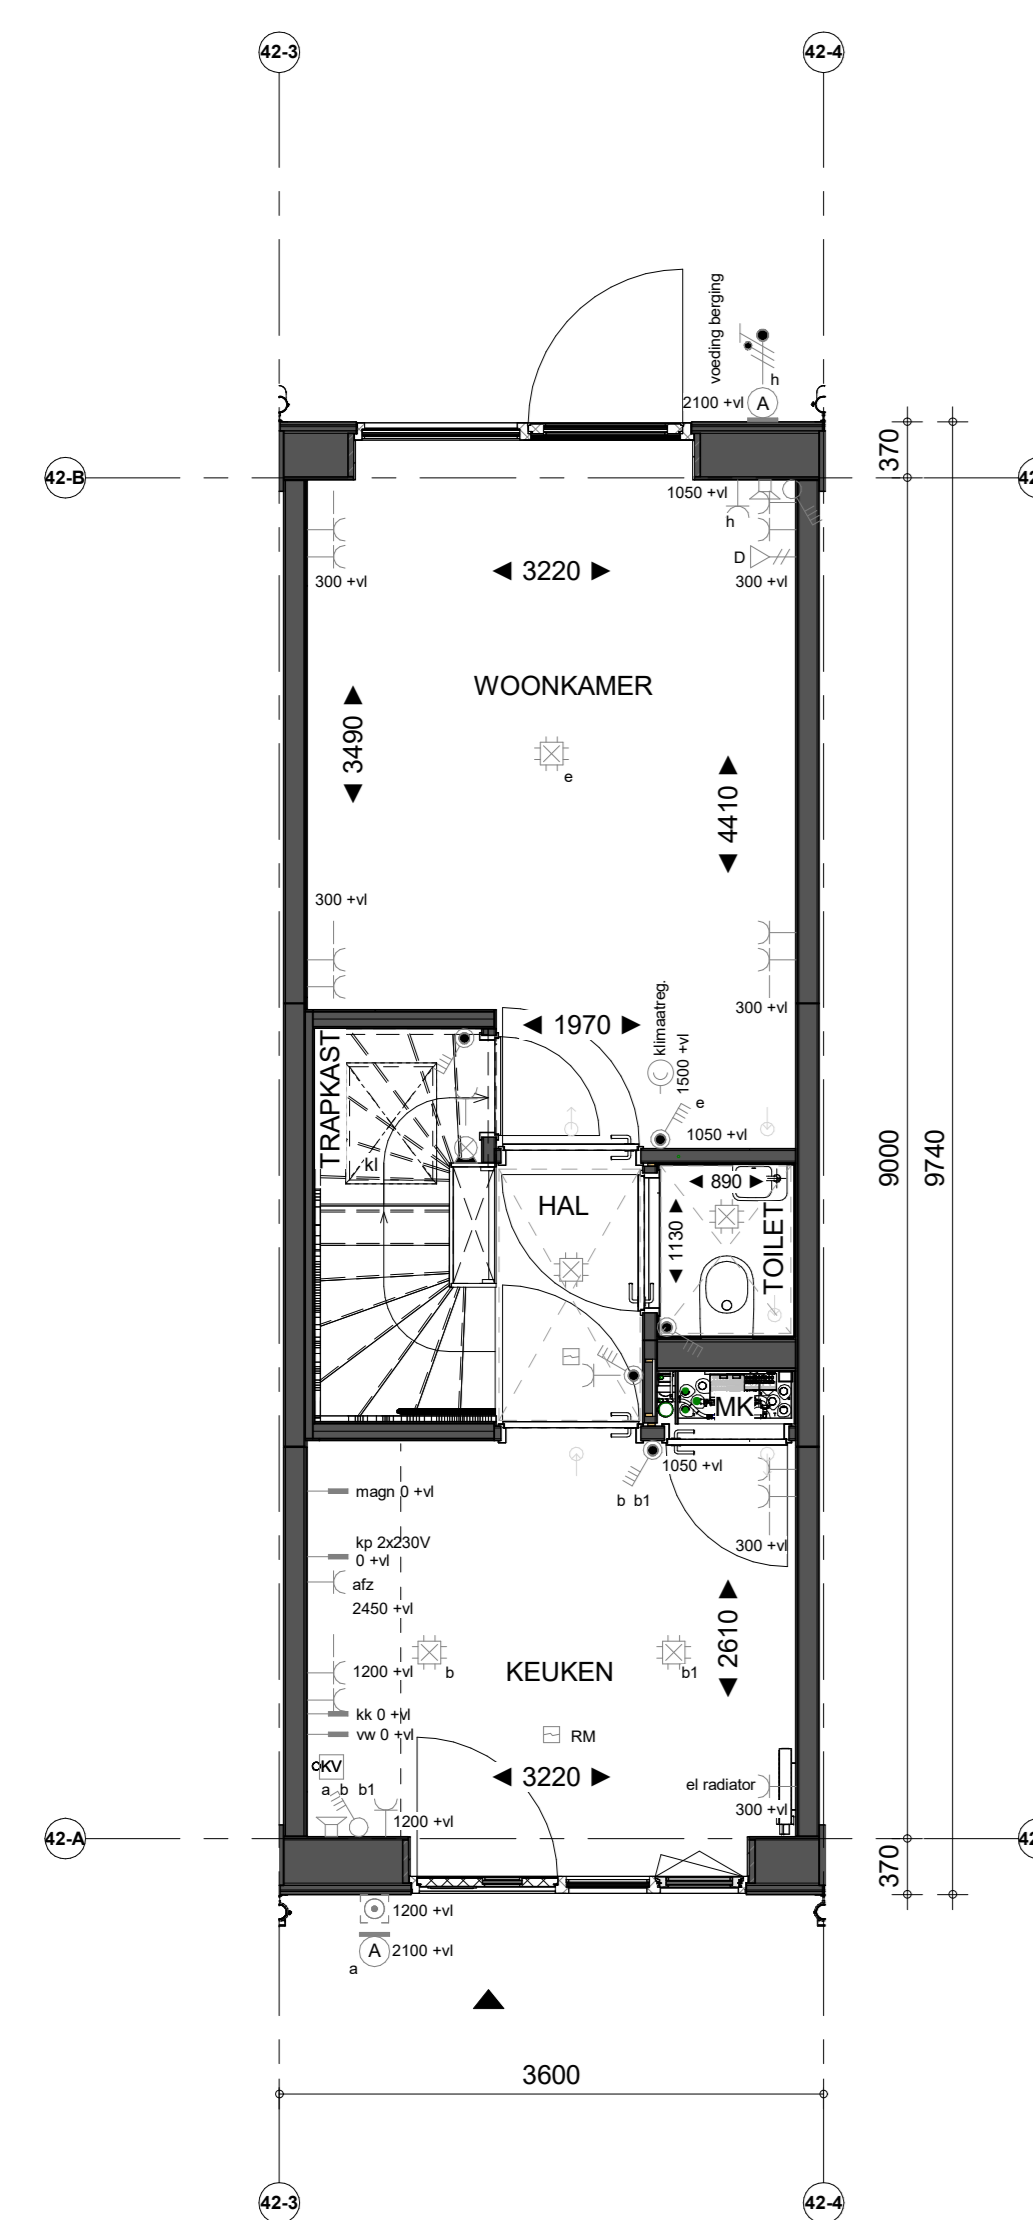 42-3
42-4
voeding berging
h
2100 +vl
A
370
42-B
42
1050 +vl
h
D
300 +vl
300 +vl
3220
WOONKAMER
3490
e
4410
300 +vl
300 +vl
klimaatreg.
1970
1500 +vl
TRAPKAST
e
1050 +vl
9000
9740
kl
890
HAL
1130
TOILET
MK
1050 +vl
magn 0 +vl
b b1
kp 2x230V
0 +vl
300 +vl
afz
2450 +vl
2610
1200 +vl
b
KEUKEN
b1
kk 0 +vl
vw 0 +vl
RM
KV
3220
el radiator
a b b1
300 +vl
1200 +vl
42-A
42
370
1200 +vl
A
2100 +vl
a
3600
42-3
42-4